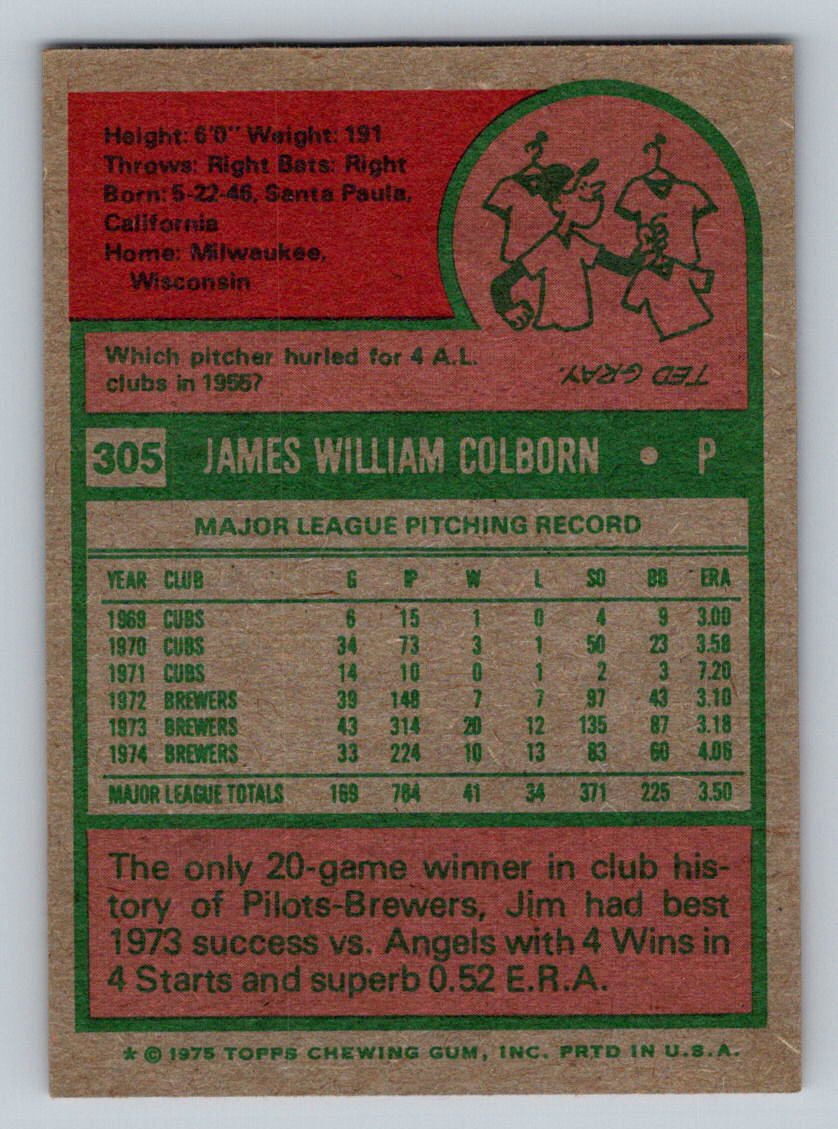 Height: 6'0" Weight: 191
Throws: Right Bats: Right
Born: 5-22-46, Santa Paula,
California
Home: Milwaukee,
Wisconsin
Which pitcher hurled for 4 A.L.
clubs in 1955?
TED GRAY.
305 JAMES WILLIAM COLBORN • P
MAJOR LEAGUE PITCHING RECORD
YEAR CLUB G IP W L SO BB ERA
1969 CUBS 6 15 1 0 4 9 3.00
1970 CUBS 34 73 3 1 50 23 3.58
1971 CUBS 14 10 0 1 2 3 7.20
1972 BREWERS 39 148 7 7 97 43 3.10
1973 BREWERS 43 314 20 12 135 87 3.18
1974 BREWERS 33 224 10 13 83 60 4.06
MAJOR LEAGUE TOTALS 169 784 41 34 371 225 3.50
The only 20-game winner in club his-
tory of Pilots-Brewers, Jim had best
1973 success vs. Angels with 4 Wins in
4 Starts and superb 0.52 E.R.A.
* © 1975 TOPPS CHEWING GUM, INC. PRTD IN U.S.A.